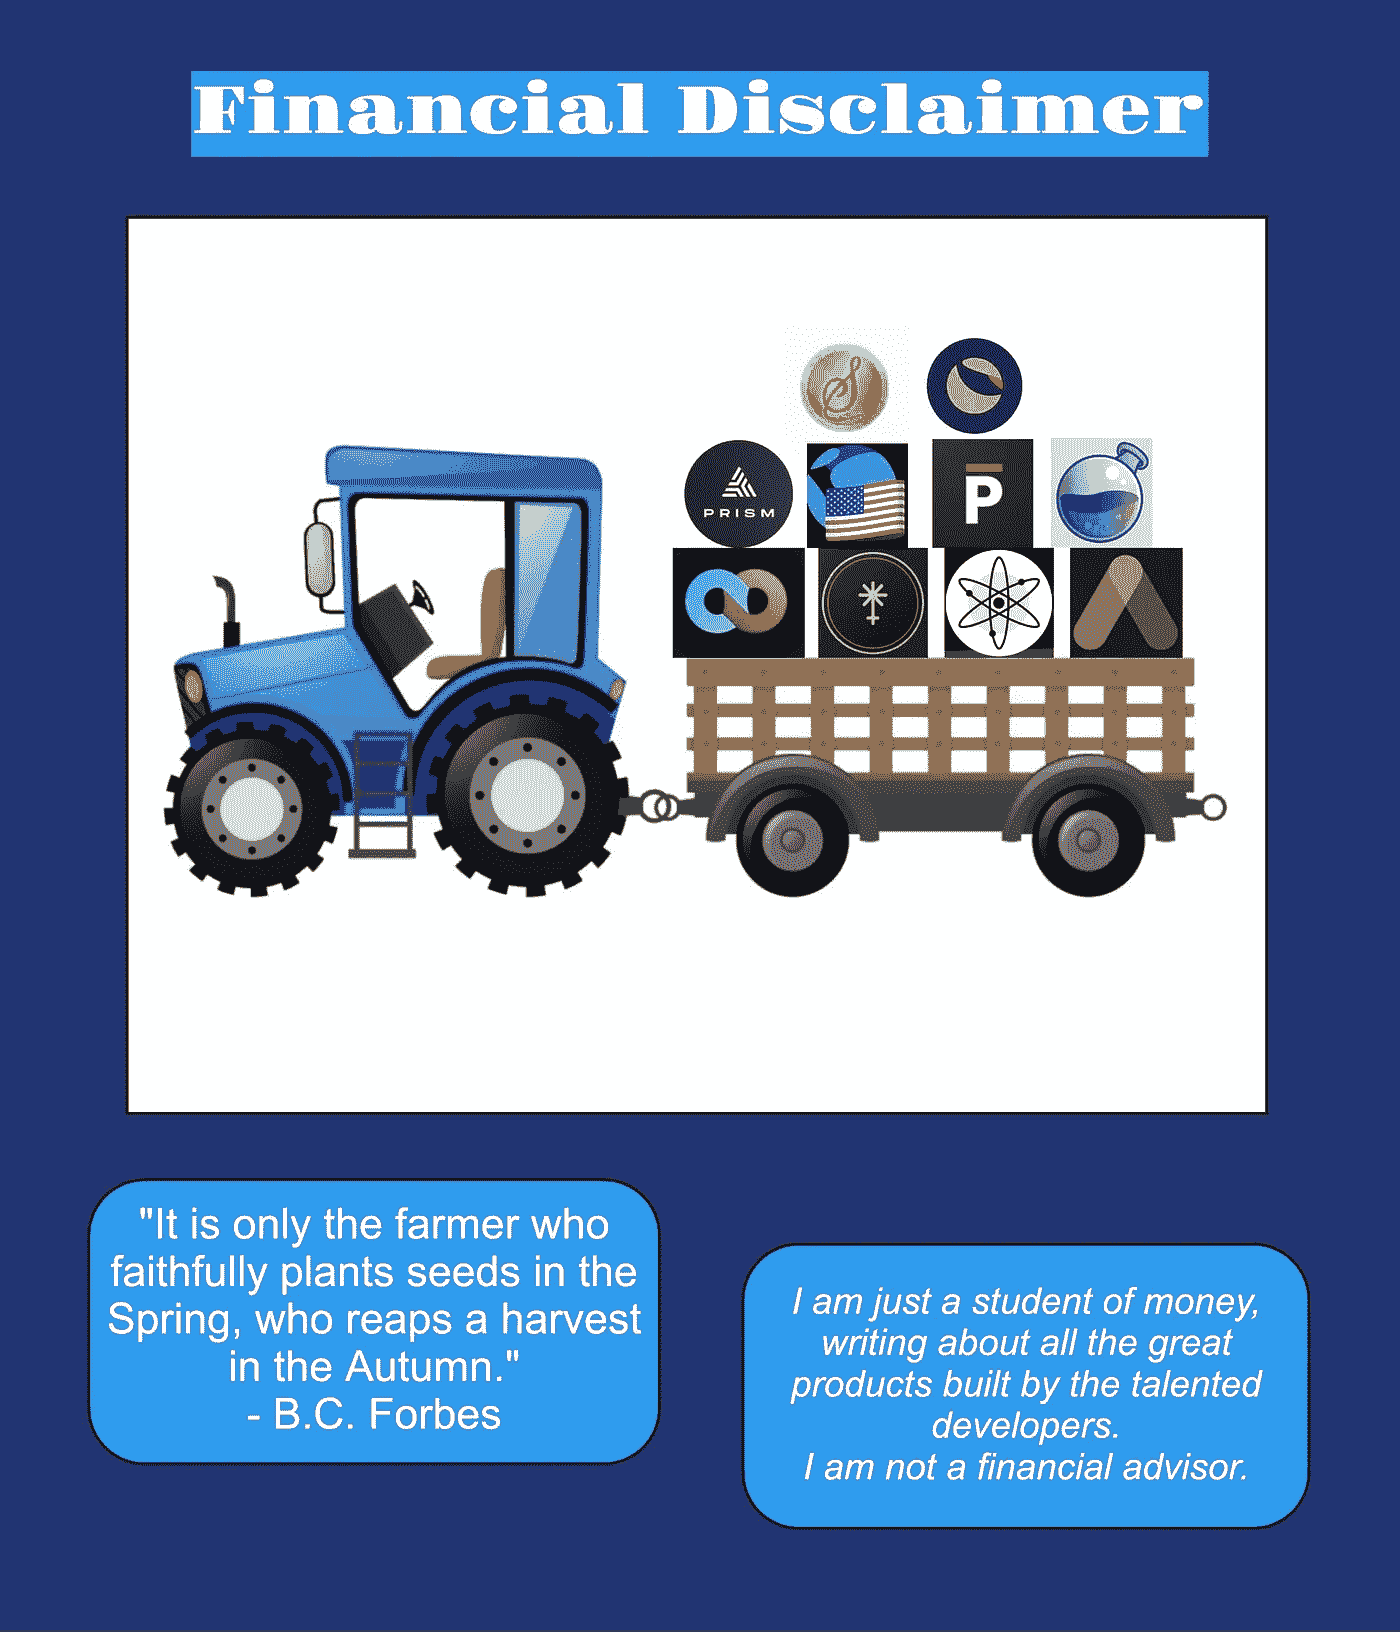 Financial Disclaimer
S
PRISM
P
"It is only the farmer who
faithfully plants seeds in the
Spring, who reaps a harvest
in the Autumn."
- B.C. Forbes
I am just a student of money,
writing about all the great
products built by the talented
developers.
I am not a financial advisor.